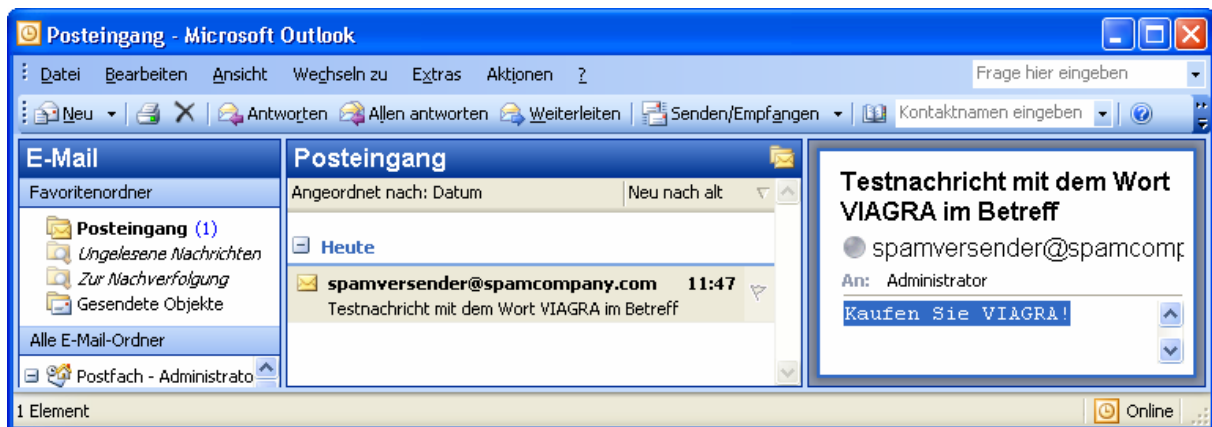 Posteingang - Microsoft Outlook
Datei Bearbeiten Ansicht Wechseln zu Extras Aktionen ? Frage hier eingeben
Neu Antworten Allen antworten Weiterleiten Senden/Empfangen Kontaktnamen eingeben
E-Mail
Favoritenordner
Posteingang (1)
Ungelesene Nachrichten
Zur Nachverfolgung
Gesendete Objekte
Alle E-Mail-Ordner
Postfach - Administrato
Posteingang
Angeordnet nach: Datum Neu nach alt
Heute
spamversender@spamcompany.com 11:47
Testnachricht mit dem Wort VIAGRA im Betreff
Testnachricht mit dem Wort
VIAGRA im Betreff
spamversender@spamcomp
An: Administrator
Kaufen Sie VIAGRA!
1 Element Online